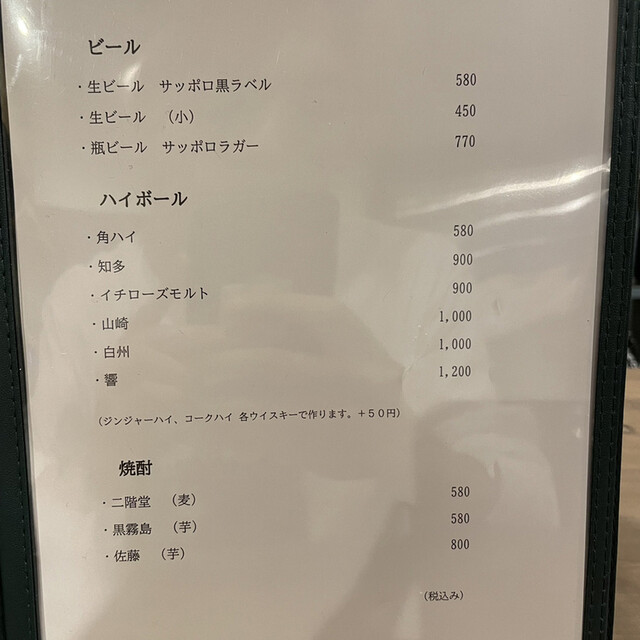 ビール
・生ビール　サッポロ黒ラベル　580
・生ビール　（小）　450
・瓶ビール　サッポロラガー　770
ハイボール
・角ハイ　580
・知多　900
・イチローズモルト　900
・山崎　1,000
・白州　1,000
・響　1,200
（ジンジャーハイ、コークハイ 各ウイスキーで作ります。＋５０円）
焼酎
・二階堂　（麦）　580
・黒霧島　（芋）　580
・佐藤　（芋）　800
（税込み）